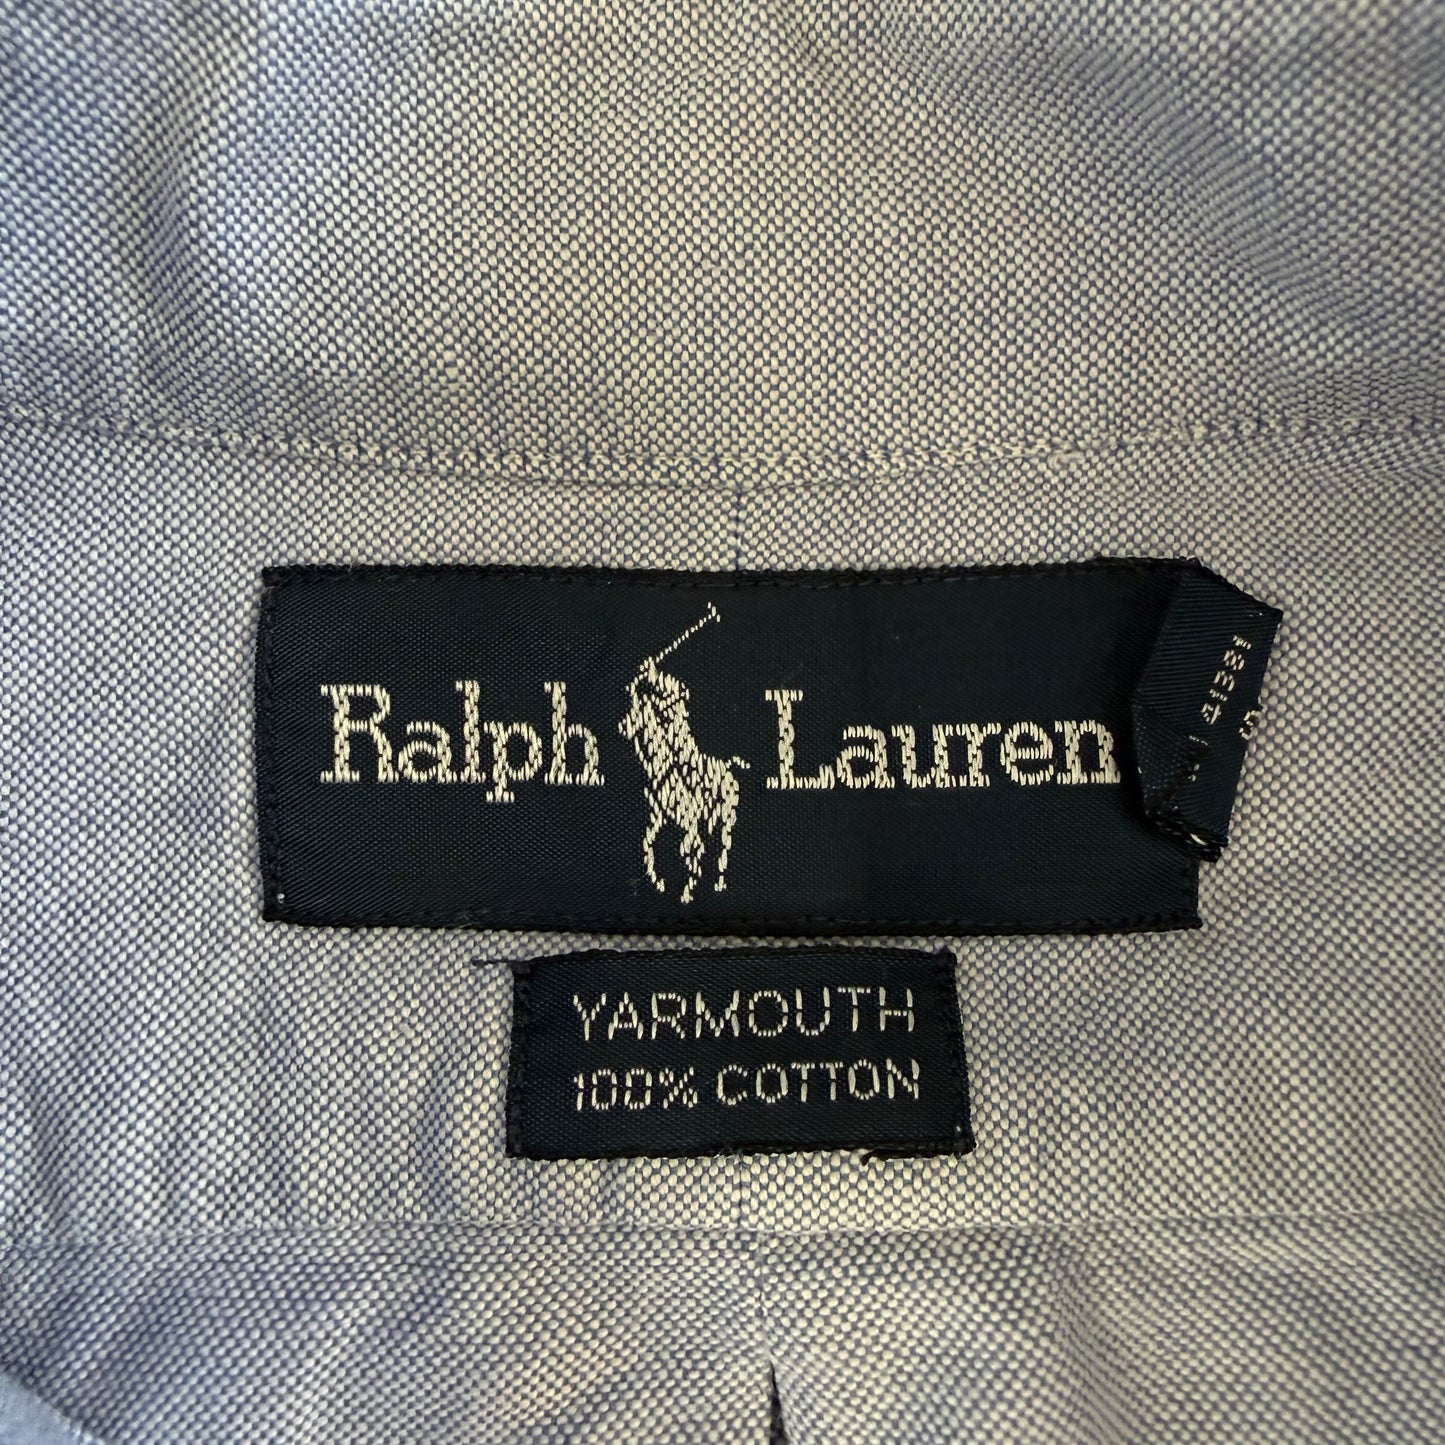 Ralph Lauren
YARMOUTH
100% COTTON